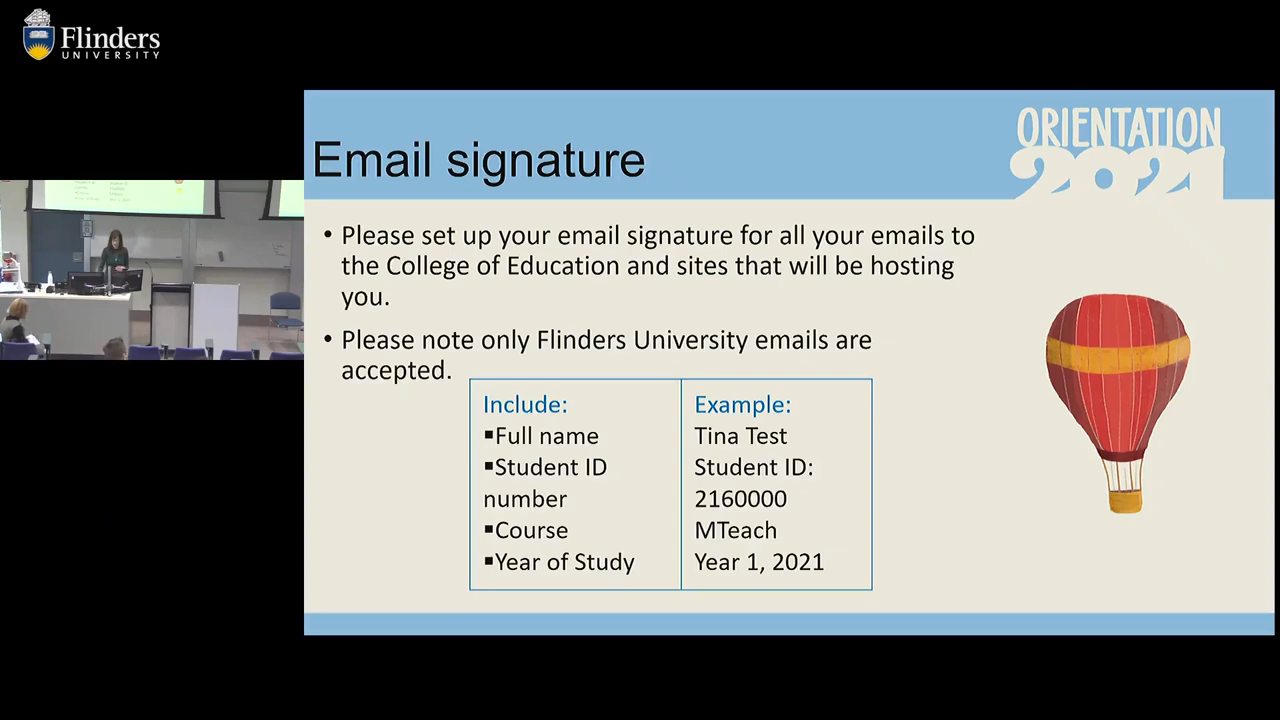 Flinders
UNIVERSITY
ORIENTATION
2021
Email signature
• Please set up your email signature for all your emails to
the College of Education and sites that will be hosting
you.
• Please note only Flinders University emails are
accepted.
Include:
▪Full name
▪Student ID
number
▪Course
▪Year of Study
Example:
Tina Test
Student ID:
2160000
MTeach
Year 1, 2021